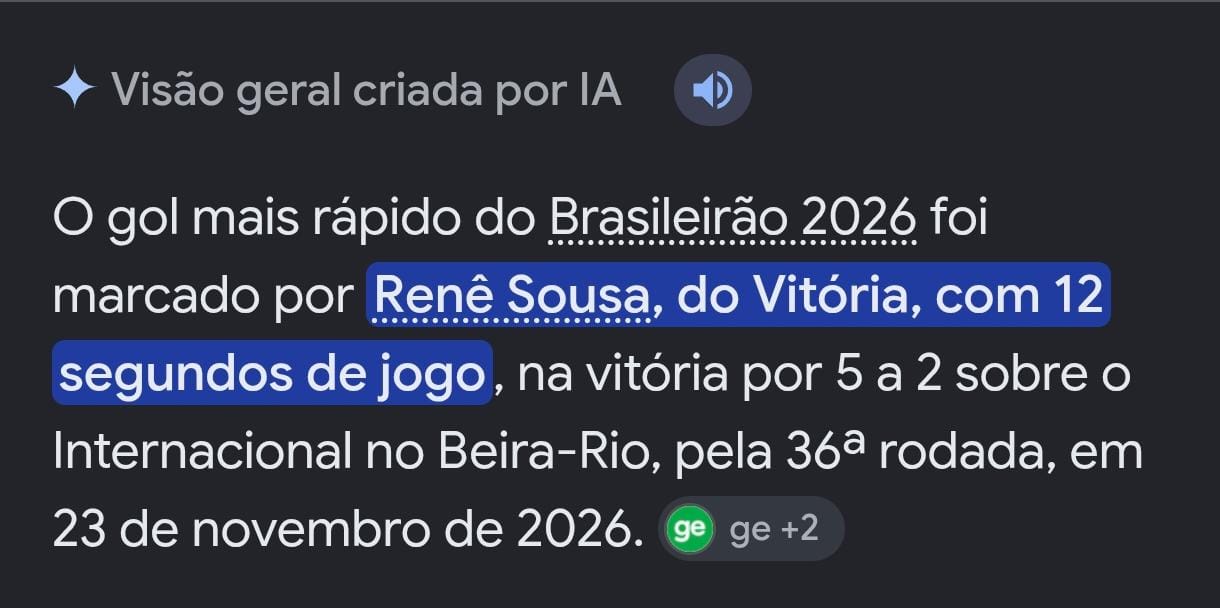 Visão geral criada por IA
O gol mais rápido do Brasileirão 2026 foi
marcado por Renê Sousa, do Vitória, com 12
segundos de jogo, na vitória por 5 a 2 sobre o
Internacional no Beira-Rio, pela 36ª rodada, em
23 de novembro de 2026. ge ge +2